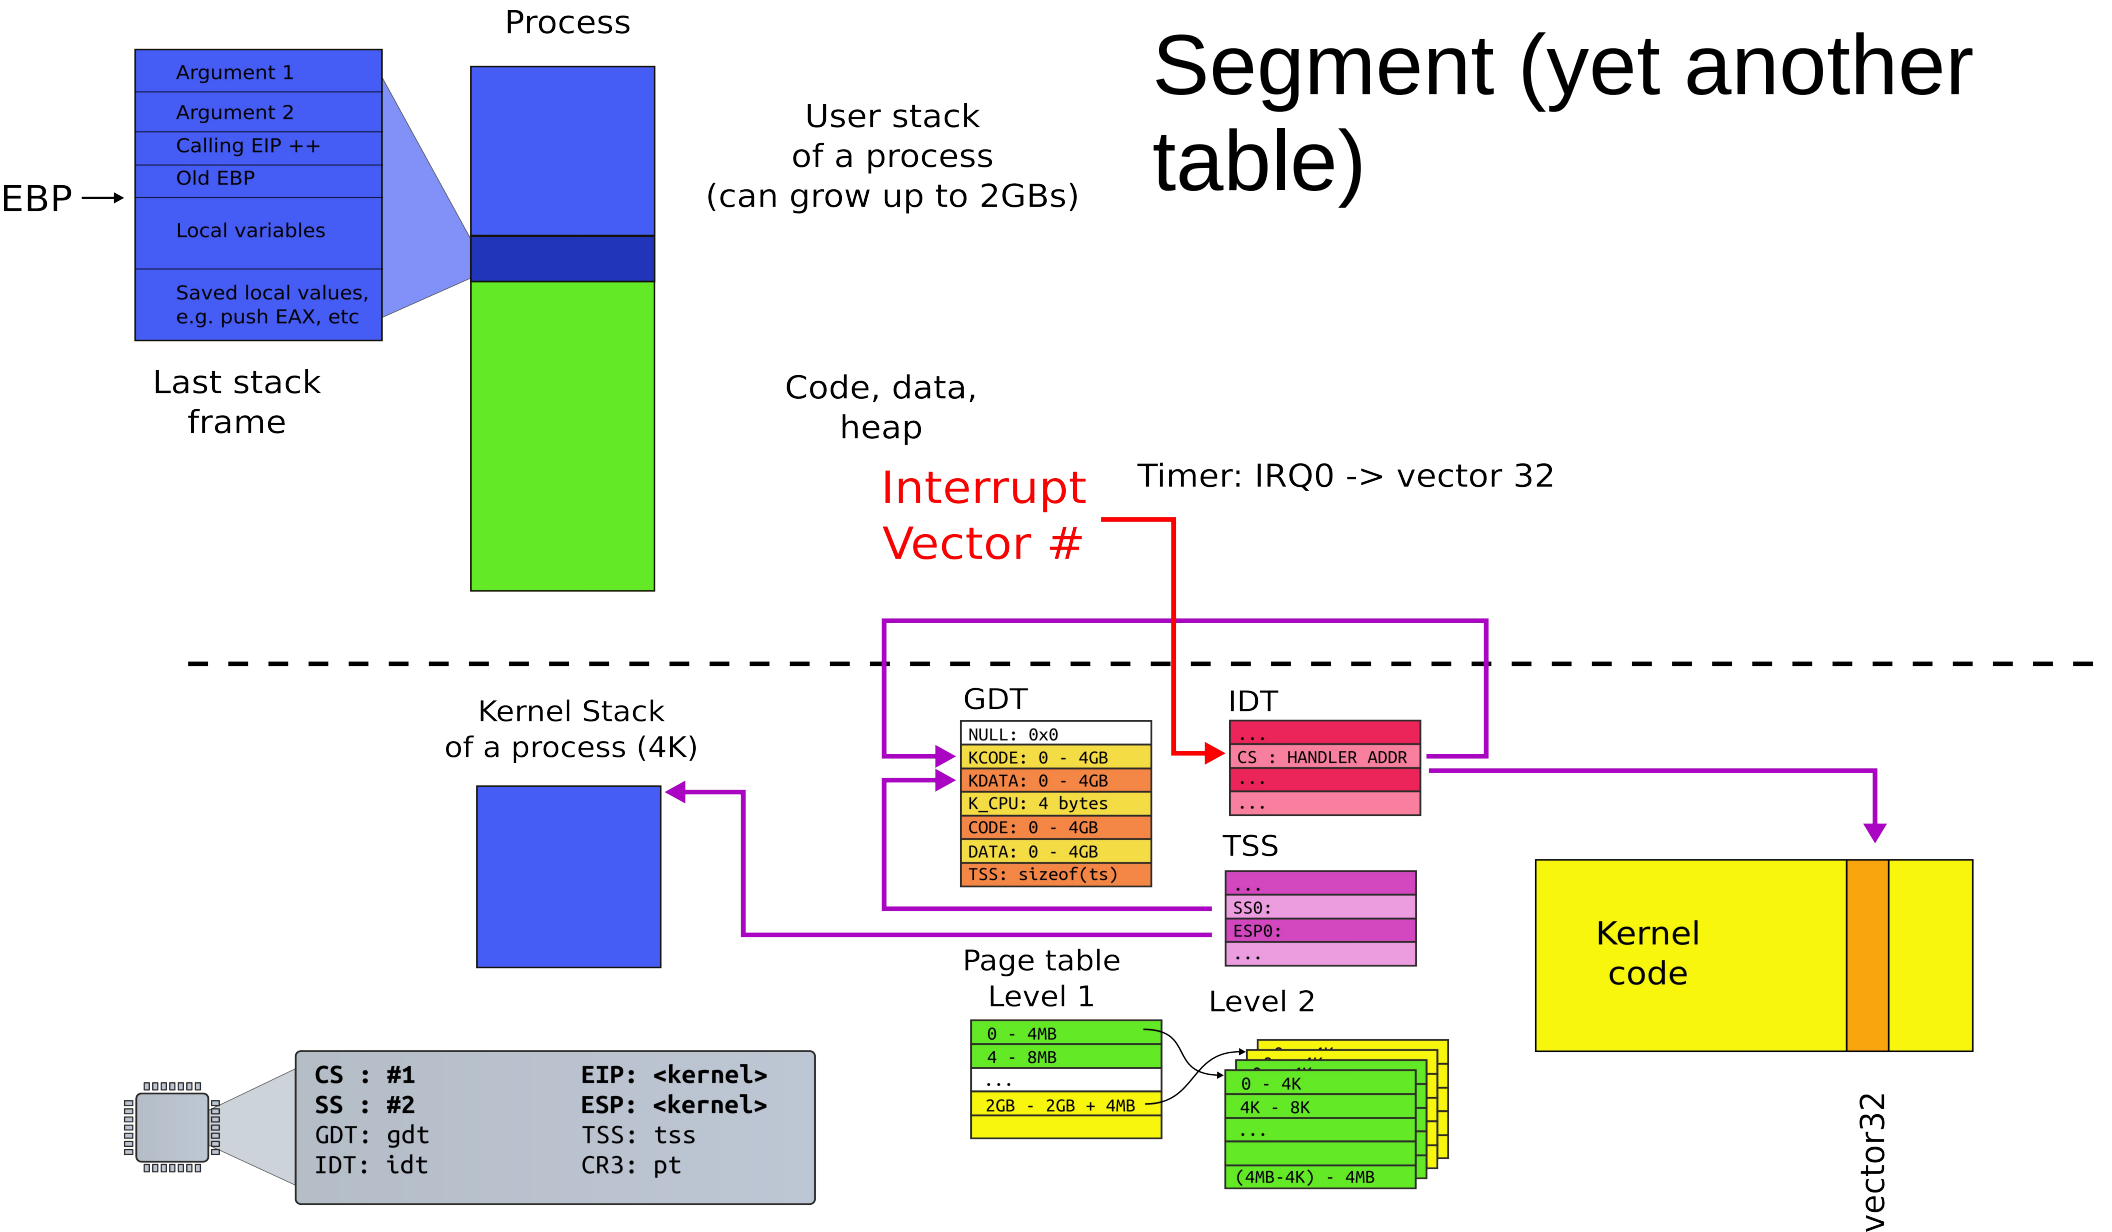 Process
Segment (yet another
table)
Argument 1
Argument 2
Calling EIP ++
Old EBP
EBP
Local variables
Saved local values,
e.g. push EAX, etc
Last stack
frame
User stack
of a process
(can grow up to 2GBs)
Code, data,
heap
Interrupt
Vector #
Timer: IRQ0 -> vector 32
Kernel Stack
of a process (4K)
GDT
NULL: 0x0
KCODE: 0 - 4GB
KDATA: 0 - 4GB
K_CPU: 4 bytes
CODE: 0 - 4GB
DATA: 0 - 4GB
TSS: sizeof(ts)
IDT
...
CS : HANDLER ADDR
...
...
TSS
...
SS0:
ESP0:
...
Kernel
code
vector32
Page table
Level 1
0 - 4MB
4 - 8MB
...
2GB - 2GB + 4MB
Level 2
0 - 4K
4K - 8K
...
(4MB-4K) - 4MB
CS : #1 EIP: <kernel>
SS : #2 ESP: <kernel>
GDT: gdt TSS: tss
IDT: idt CR3: pt